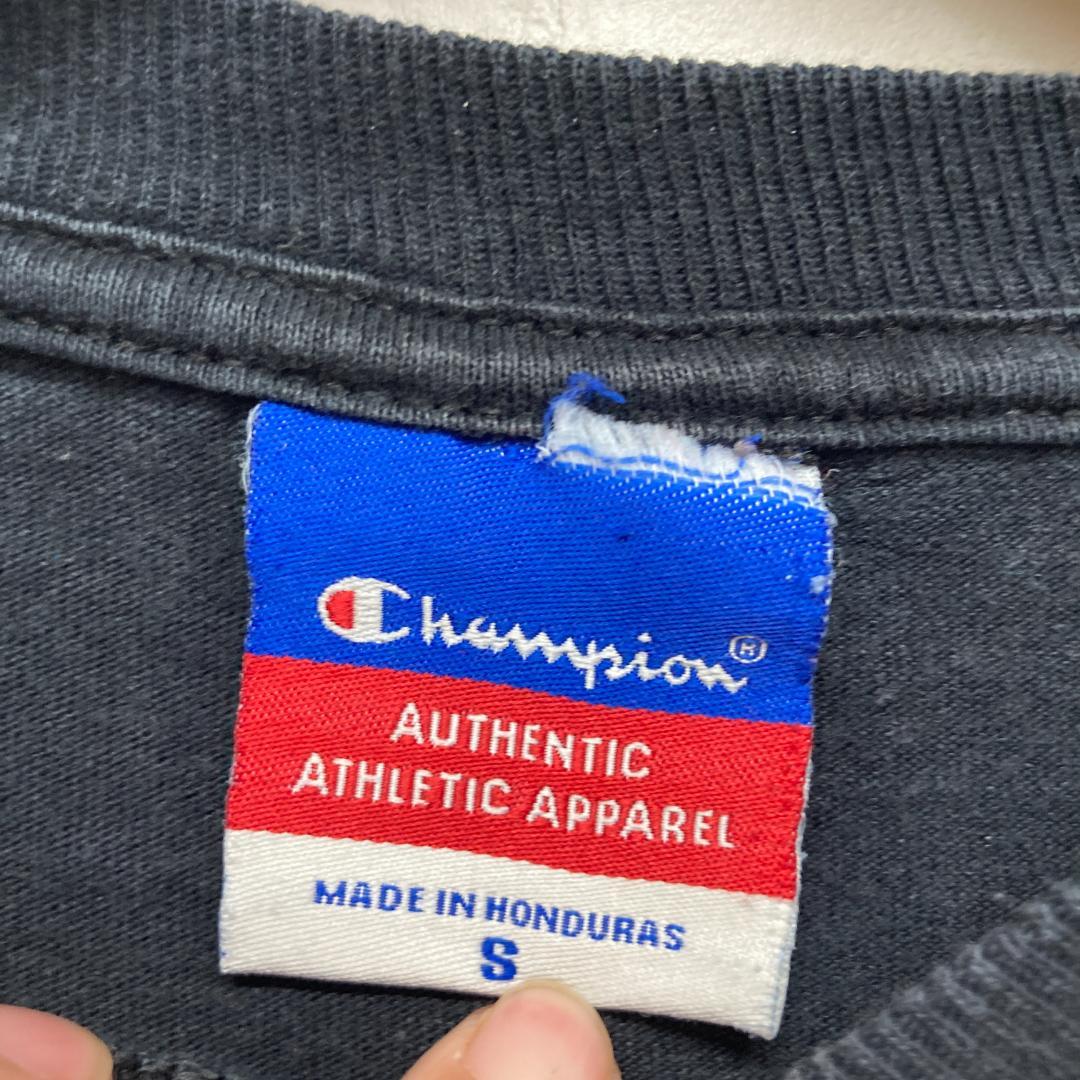 Champion®
AUTHENTIC
ATHLETIC APPAREL
MADE IN HONDURAS
S